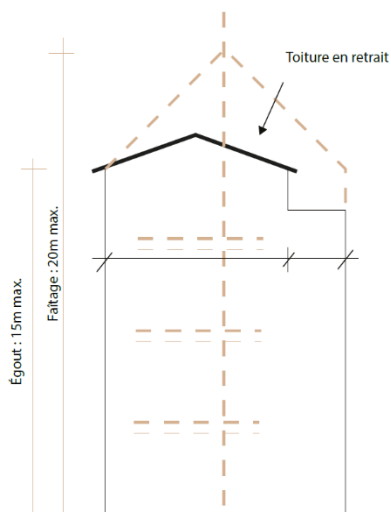 Toiture en retrait
Faîtage : 20m max.
Égout : 15m max.